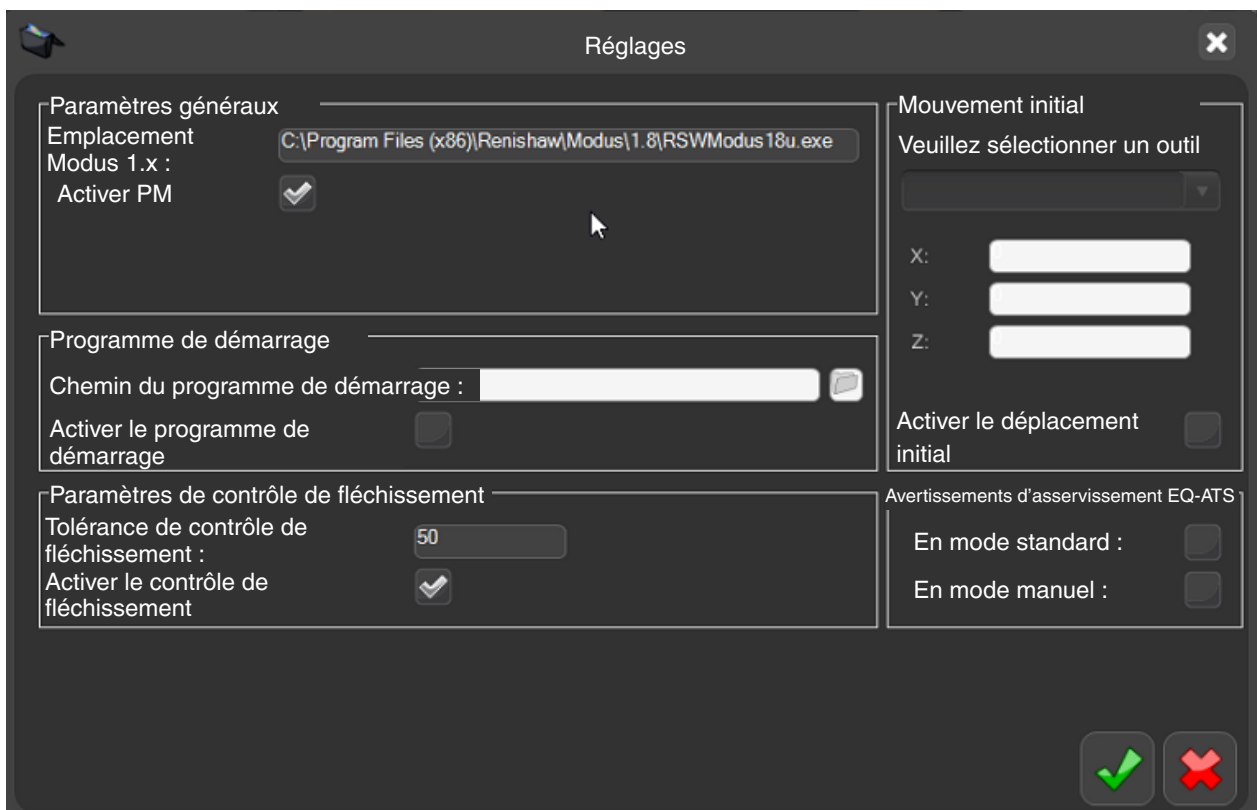 Réglages
Paramètres généraux
Emplacement
Modus 1.x :
C:\Program Files (x86)\Renishaw\Modus\1.8\RSWModus18u.exe
Activer PM
Programme de démarrage
Chemin du programme de démarrage :
Activer le programme de
démarrage
Paramètres de contrôle de fléchissement
Tolérance de contrôle de
fléchissement :
50
Activer le contrôle de
fléchissement
Mouvement initial
Veuillez sélectionner un outil
X:
Y:
Z:
Activer le déplacement
initial
Avertissements d’asservissement EQ-ATS
En mode standard :
En mode manuel :